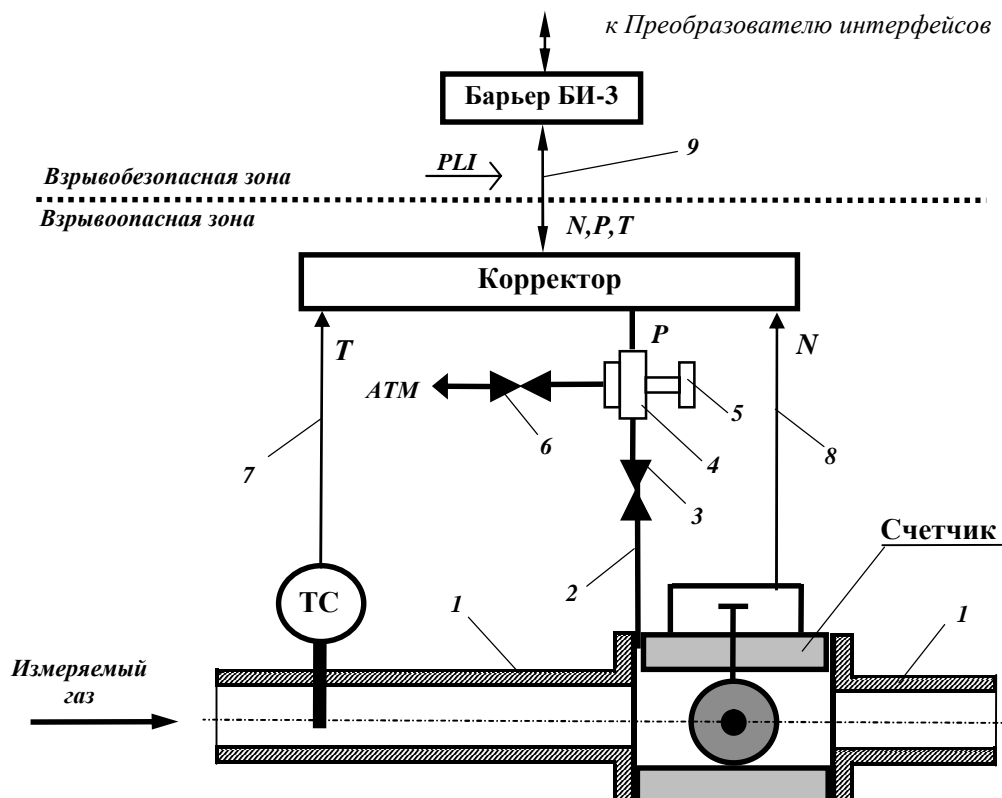 к Преобразователю интерфейсов
Барьер БИ-3
9
PLI
Взрывобезопасная зона
Взрывоопасная зона
N,P,T
Корректор
T
P
N
ATM
5
6
4
8
7
3
Счетчик
2
ТС
1
1
Измеряемый
газ